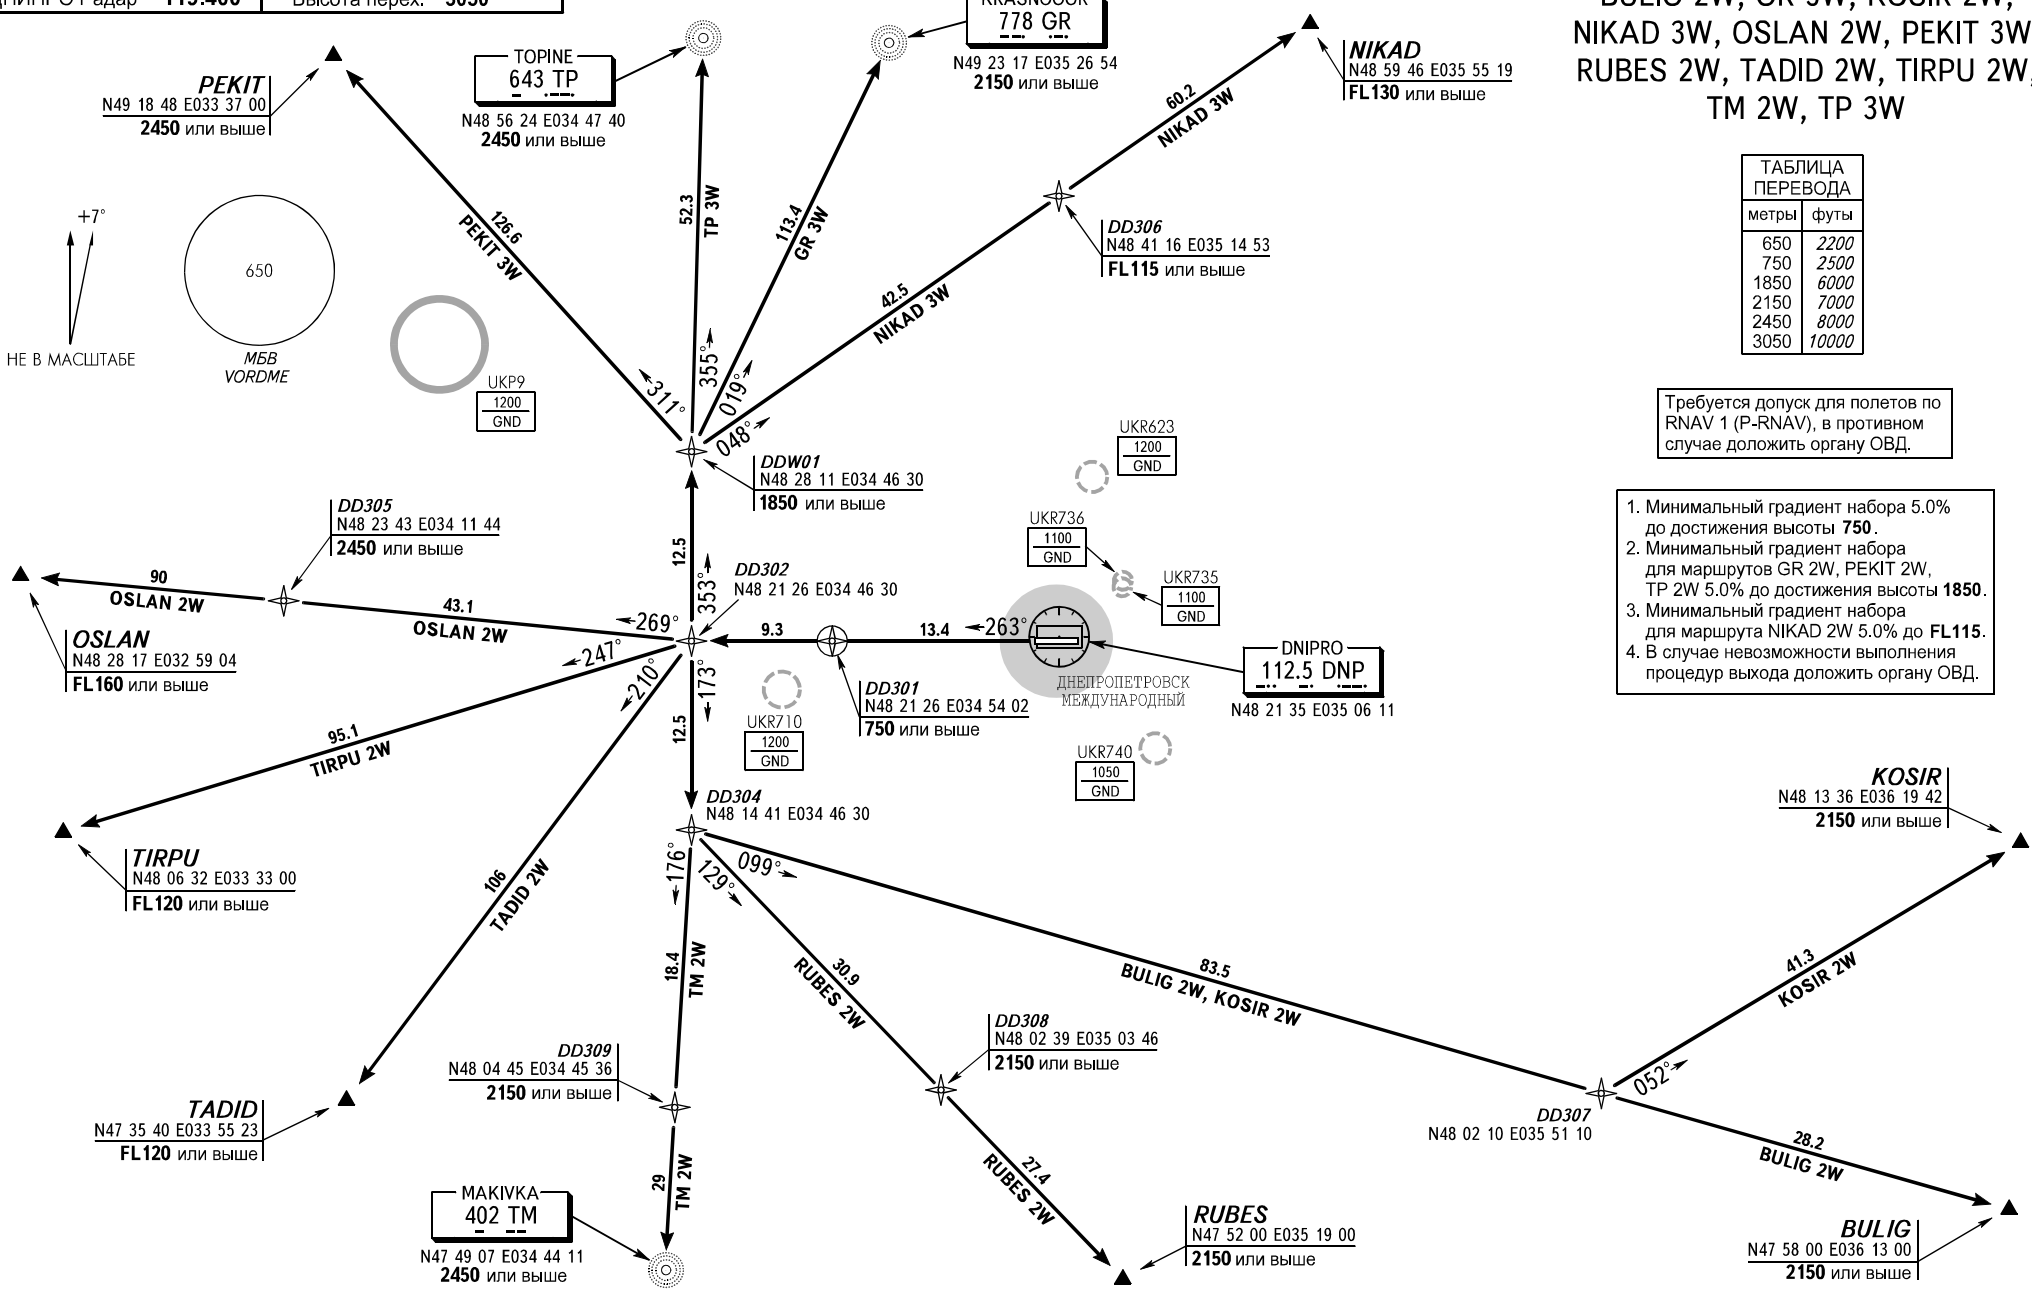 119.400
Высота перех. 3050
BULIG 2W, GR 3W, KOSIR 2W,
NIKAD 3W, OSLAN 2W, PEKIT 3W
RUBES 2W, TADID 2W, TIRPU 2W,
TM 2W, TP 3W
PEKIT
N49 18 48 E033 37 00
2450 или выше
TOPINE
643 TP
N48 56 24 E034 47 40
2450 или выше
778 GR
N49 23 17 E035 26 54
2150 или выше
NIKAD
N48 59 46 E035 55 19
FL130 или выше
60.2
NIKAD 3W
ТАБЛИЦА
ПЕРЕВОДА
метры футы
650 2200
750 2500
1850 6000
2150 7000
2450 8000
3050 10000
+7°
НЕ В МАСШТАБЕ
650
МБВ
VORDME
UKP9
1200
GND
126.6
PEKIT 3W
52.3
TP 3W
113.4
GR 3W
42.5
NIKAD 3W
DD306
N48 41 16 E035 14 53
FL115 или выше
311°
355°
019°
048°
DDW01
N48 28 11 E034 46 30
1850 или выше
UKR623
1200
GND
Требуется допуск для полетов по
RNAV 1 (P-RNAV), в противном
случае доложить органу ОВД.
1. Минимальный градиент набора 5.0%
до достижения высоты 750.
2. Минимальный градиент набора
для маршрутов GR 2W, PEKIT 2W,
TP 2W 5.0% до достижения высоты 1850.
3. Минимальный градиент набора
для маршрута NIKAD 2W 5.0% до FL115.
4. В случае невозможности выполнения
процедур выхода доложить органу ОВД.
DD305
N48 23 43 E034 11 44
2450 или выше
UKR736
1100
GND
UKR735
1100
GND
12.5
353°
DD302
N48 21 26 E034 46 30
90
OSLAN 2W
43.1
OSLAN 2W
269°
9.3
13.4
263°
OSLAN
N48 28 17 E032 59 04
FL160 или выше
247°
210°
173°
12.5
DNIPRO
112.5 DNP
N48 21 35 E035 06 11
ДНЕПРОПЕТРОВСК
МЕЖДУНАРОДНЫЙ
DD301
N48 21 26 E034 54 02
750 или выше
UKR710
1200
GND
UKR740
1050
GND
95.1
TIRPU 2W
DD304
N48 14 41 E034 46 30
KOSIR
N48 13 36 E036 19 42
2150 или выше
TIRPU
N48 06 32 E033 33 00
FL120 или выше
106
TADID 2W
176°
129°
099°
18.4
TM 2W
30.9
RUBES 2W
83.5
BULIG 2W, KOSIR 2W
41.3
KOSIR 2W
DD309
N48 04 45 E034 45 36
2150 или выше
DD308
N48 02 39 E035 03 46
2150 или выше
052°
DD307
N48 02 10 E035 51 10
TADID
N47 35 40 E033 55 23
FL120 или выше
28.2
BULIG 2W
29
TM 2W
27.4
RUBES 2W
MAKIVKA
402 TM
N47 49 07 E034 44 11
2450 или выше
RUBES
N47 52 00 E035 19 00
2150 или выше
BULIG
N47 58 00 E036 13 00
2150 или выше